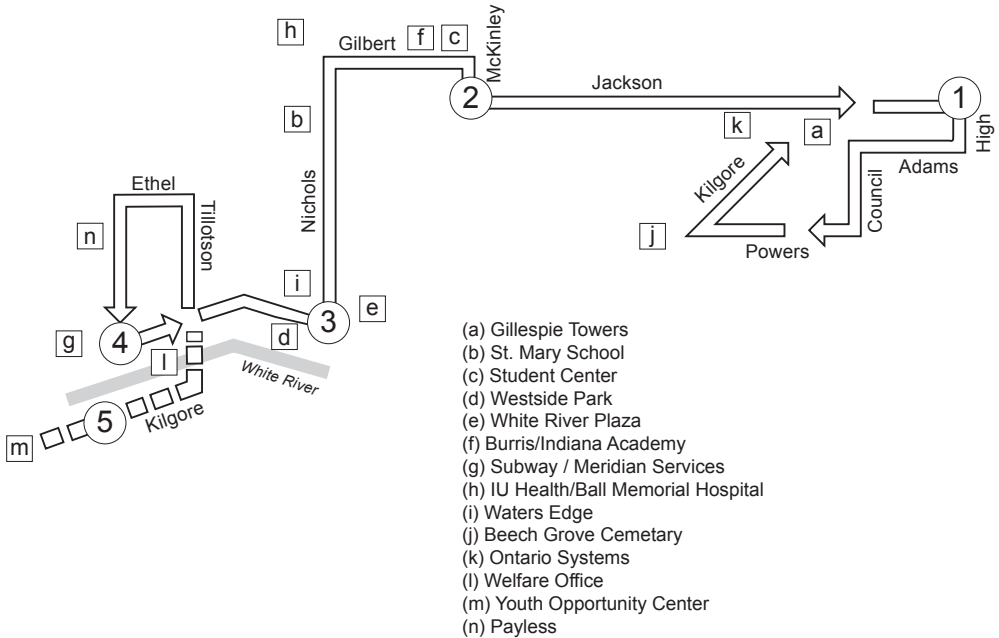 h
Gilbert
f
c
McKinley
b
2
Jackson
k
a
1
High
Adams
Council
Kilgore
j
Powers
Ethel
Tillotson
n
Nichols
i
3
e
d
g
4
l
White River
5
Kilgore
m
(a) Gillespie Towers
(b) St. Mary School
(c) Student Center
(d) Westside Park
(e) White River Plaza
(f) Burris/Indiana Academy
(g) Subway / Meridian Services
(h) IU Health/Ball Memorial Hospital
(i) Waters Edge
(j) Beech Grove Cemetary
(k) Ontario Systems
(l) Welfare Office
(m) Youth Opportunity Center
(n) Payless